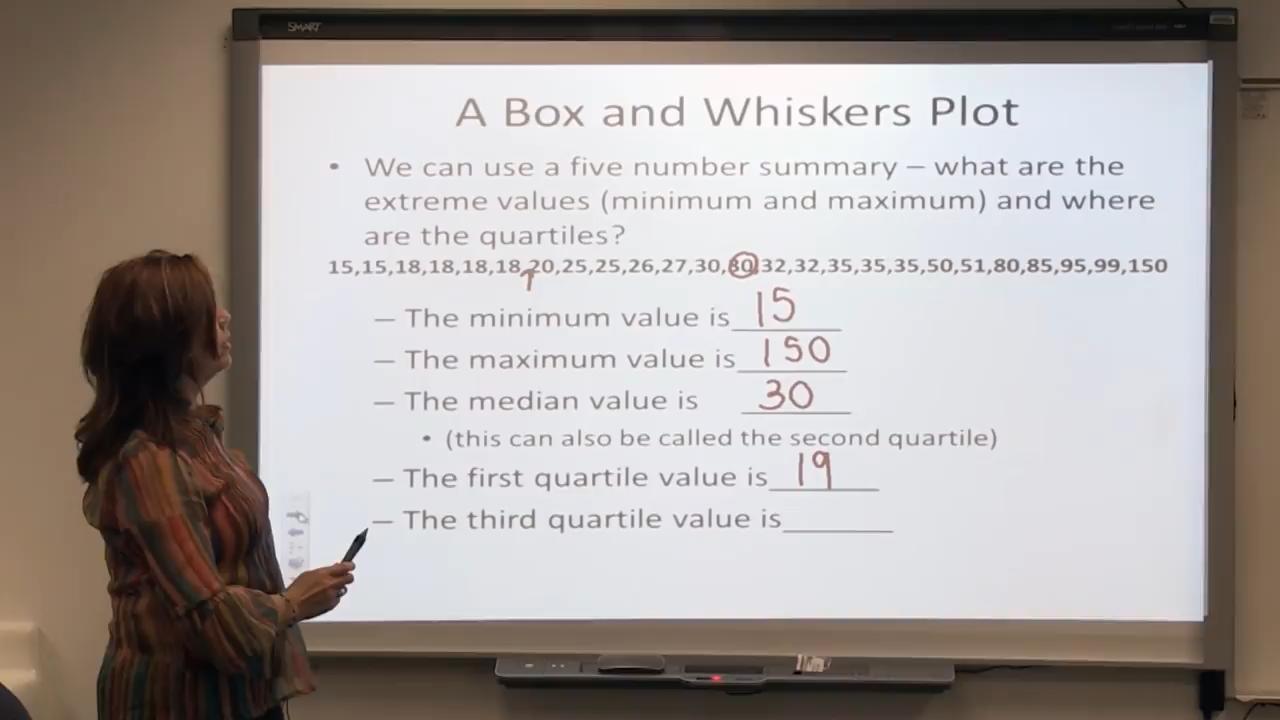 SMART
A Box and Whiskers Plot
• We can use a five number summary – what are the
extreme values (minimum and maximum) and where
are the quartiles?
15,15,18,18,18,18,20,25,25,26,27,30,30,32,32,35,35,35,50,51,80,85,95,99,150
– The minimum value is 15
– The maximum value is 150
– The median value is 30
• (this can also be called the second quartile)
– The first quartile value is 19
– The third quartile value is______